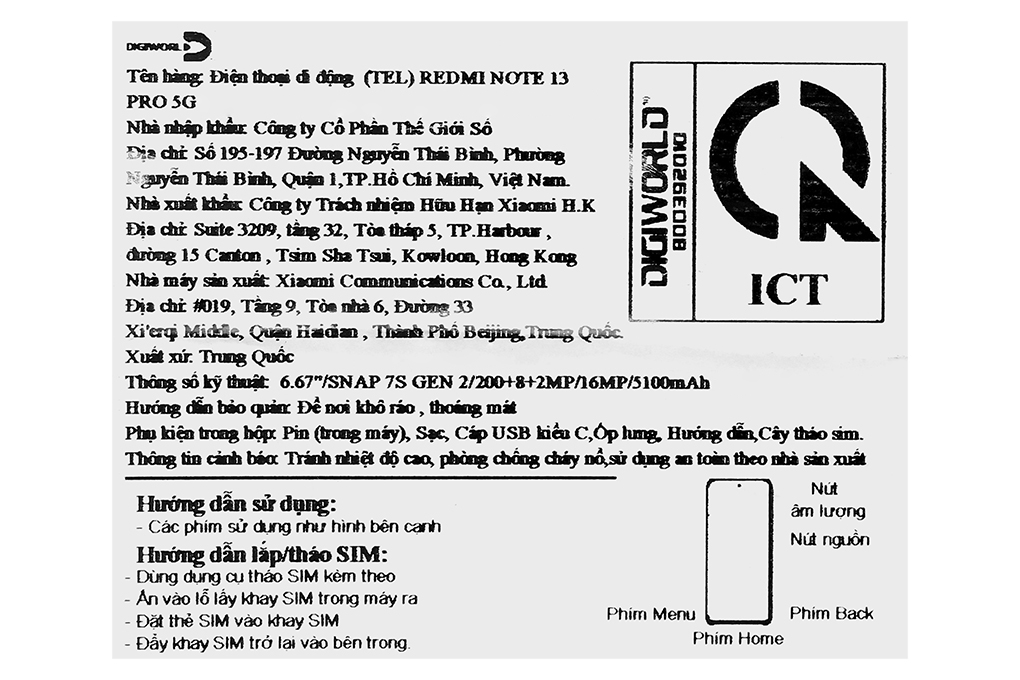 DIGIWORLD
Tên hàng: Điện thoại di động (TEL) REDMI NOTE 13
PRO 5G
Nhà nhập khẩu: Công ty Cổ Phần Thế Giới Số
Địa chỉ: Số 195-197 Đường Nguyễn Thái Bình, Phường
Nguyễn Thái Bình, Quận 1,TP.Hồ Chí Minh, Việt Nam.
Nhà xuất khẩu: Công ty Trách nhiệm Hữu Hạn Xiaomi H.K
Địa chỉ: Suite 3209, tầng 32, Tòa tháp 5, TP.Harbour ,
đường 15 Canton , Tsim Sha Tsui, Kowloon, Hong Kong
Nhà máy sản xuất: Xiaomi Communications Co., Ltd
Địa chỉ: #019, Tầng 9, Tòa nhà 6, Đường 33
Xi'erqi Middle, Quận Haidian , Thành Phố Beijing,Trung Quốc.
Xuất xứ: Trung Quốc
Thông số kỹ thuật: 6.67"/SNAP 7S GEN 2/200+8+2MP/16MP/5100mAh
Hướng dẫn bảo quản: Để nơi khô ráo , thoáng mát
Phụ kiện trong hộp: Pin (trong máy), Sạc, Cáp USB kiểu C,Ốp lưng, Hướng dẫn,Cây tháo sim.
Thông tin cảnh báo: Tránh nhiệt độ cao, phòng chống cháy nổ,sử dụng an toàn theo nhà sản xuất
DIGIWORLD
D1D26E00B
ICT
Hướng dẫn sử dụng:
- Các phím sử dụng như hình bên cạnh
Hướng dẫn lắp/tháo SIM:
- Dùng dụng cụ tháo SIM kèm theo
- Ấn vào lỗ lấy khay SIM trong máy ra
- Đặt thẻ SIM vào khay SIM
- Đẩy khay SIM trở lại vào bên trong.
Nút
âm lượng
Nút nguồn
Phím Menu
Phím Back
Phím Home